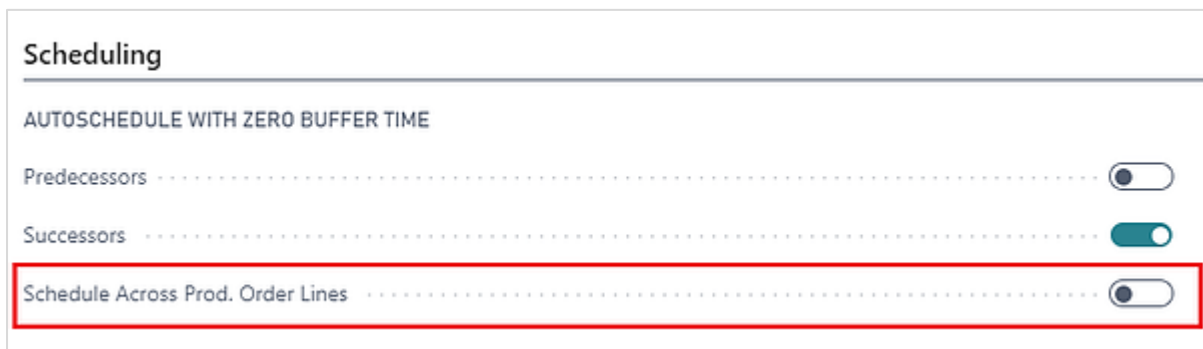 Scheduling
AUTOSCHEDULE WITH ZERO BUFFER TIME
Predecessors
Successors
Schedule Across Prod. Order Lines